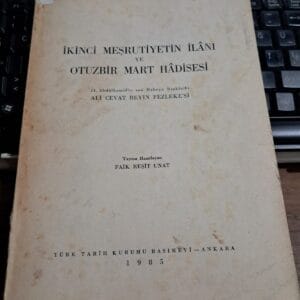 İKİNCİ MEŞRUTİYETİN İLÂNI
VE
OTUZBİR MART HÂDİSESİ
II. Abdülhamid'in son Mabeyn Başkâtibi
ALİ CEVAT BEYİN FEZLEKESİ
Yayına Hazırlayan
FAİK REŞİT UNAT
TÜRK TARİH KURUMU BASIMEVİ — ANKARA
1985